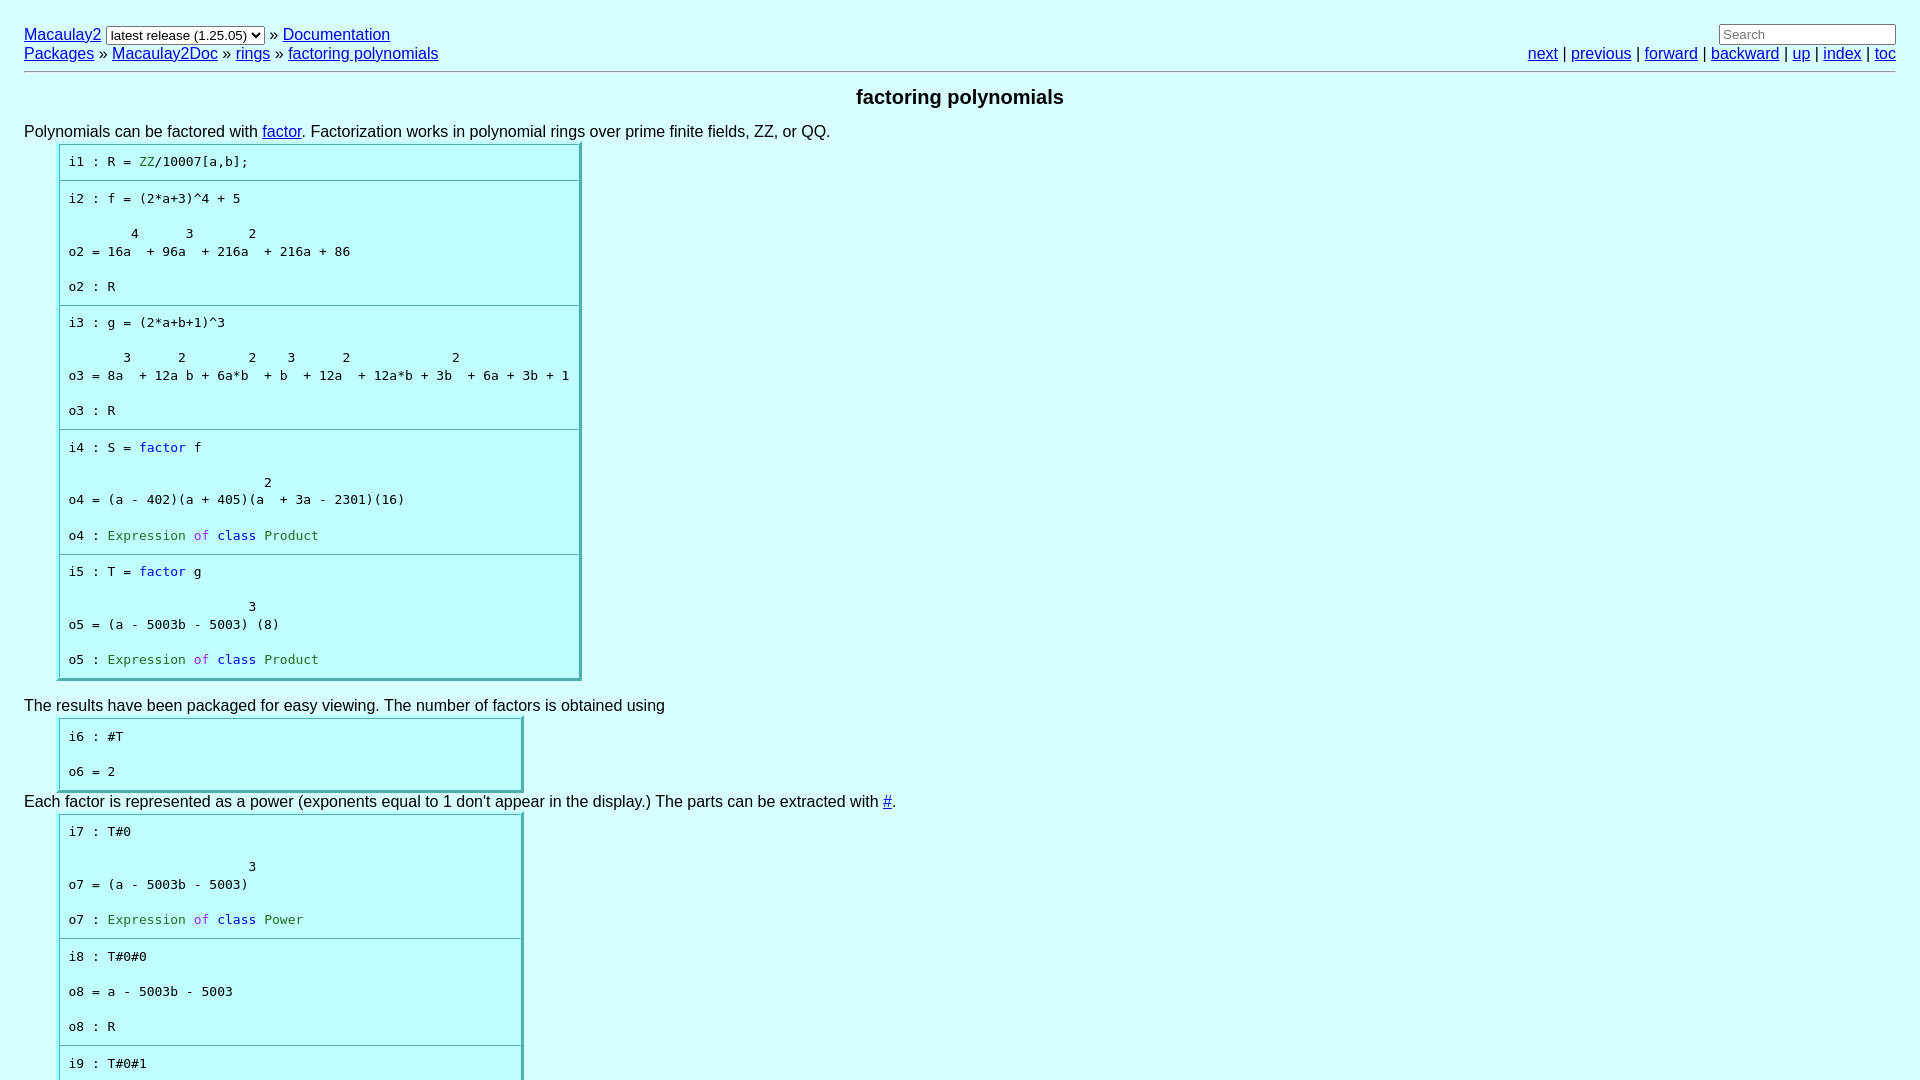 Macaulay2 latest release (1.25.05) » Documentation
Search
Packages » Macaulay2Doc » rings » factoring polynomials
next | previous | forward | backward | up | index | toc
factoring polynomials
Polynomials can be factored with factor. Factorization works in polynomial rings over prime finite fields, ZZ, or QQ.
i1 : R = ZZ/10007[a,b];
i2 : f = (2*a+3)^4 + 5
        4      3       2
o2 = 16a  + 96a  + 216a  + 216a + 86
o2 : R
i3 : g = (2*a+b+1)^3
       3      2        2    3      2             2
o3 = 8a  + 12a b + 6a*b  + b  + 12a  + 12a*b + 3b  + 6a + 3b + 1
o3 : R
i4 : S = factor f
                         2
o4 = (a - 402)(a + 405)(a  + 3a - 2301)(16)
o4 : Expression of class Product
i5 : T = factor g
                       3
o5 = (a - 5003b - 5003) (8)
o5 : Expression of class Product
The results have been packaged for easy viewing. The number of factors is obtained using
i6 : #T
o6 = 2
Each factor is represented as a power (exponents equal to 1 don't appear in the display.) The parts can be extracted with #.
i7 : T#0
                       3
o7 = (a - 5003b - 5003)
o7 : Expression of class Power
i8 : T#0#0
o8 = a - 5003b - 5003
o8 : R
i9 : T#0#1